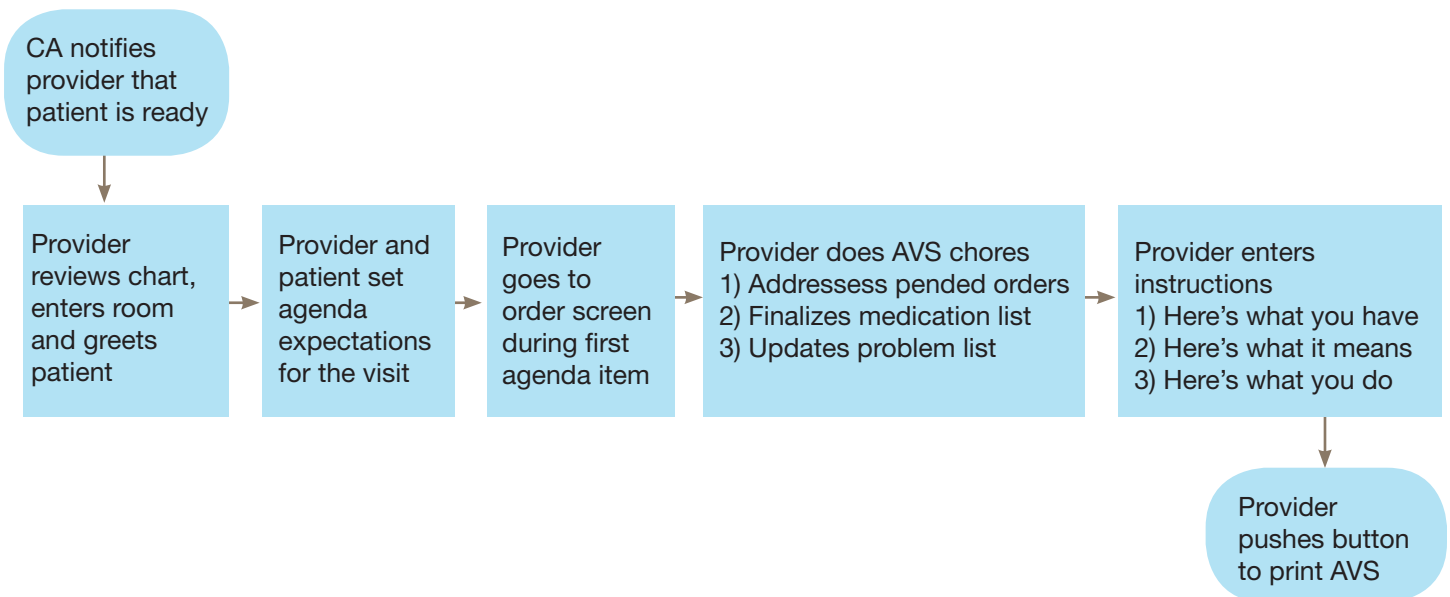 CA notifies
provider that
patient is ready
Provider
reviews chart,
enters room
and greets
patient
Provider and
patient set
agenda
expectations
for the visit
Provider
goes to
order screen
during first
agenda item
Provider does AVS chores
1) Addressess pended orders
2) Finalizes medication list
3) Updates problem list
Provider enters
instructions
1) Here’s what you have
2) Here’s what it means
3) Here’s what you do
Provider
pushes button
to print AVS